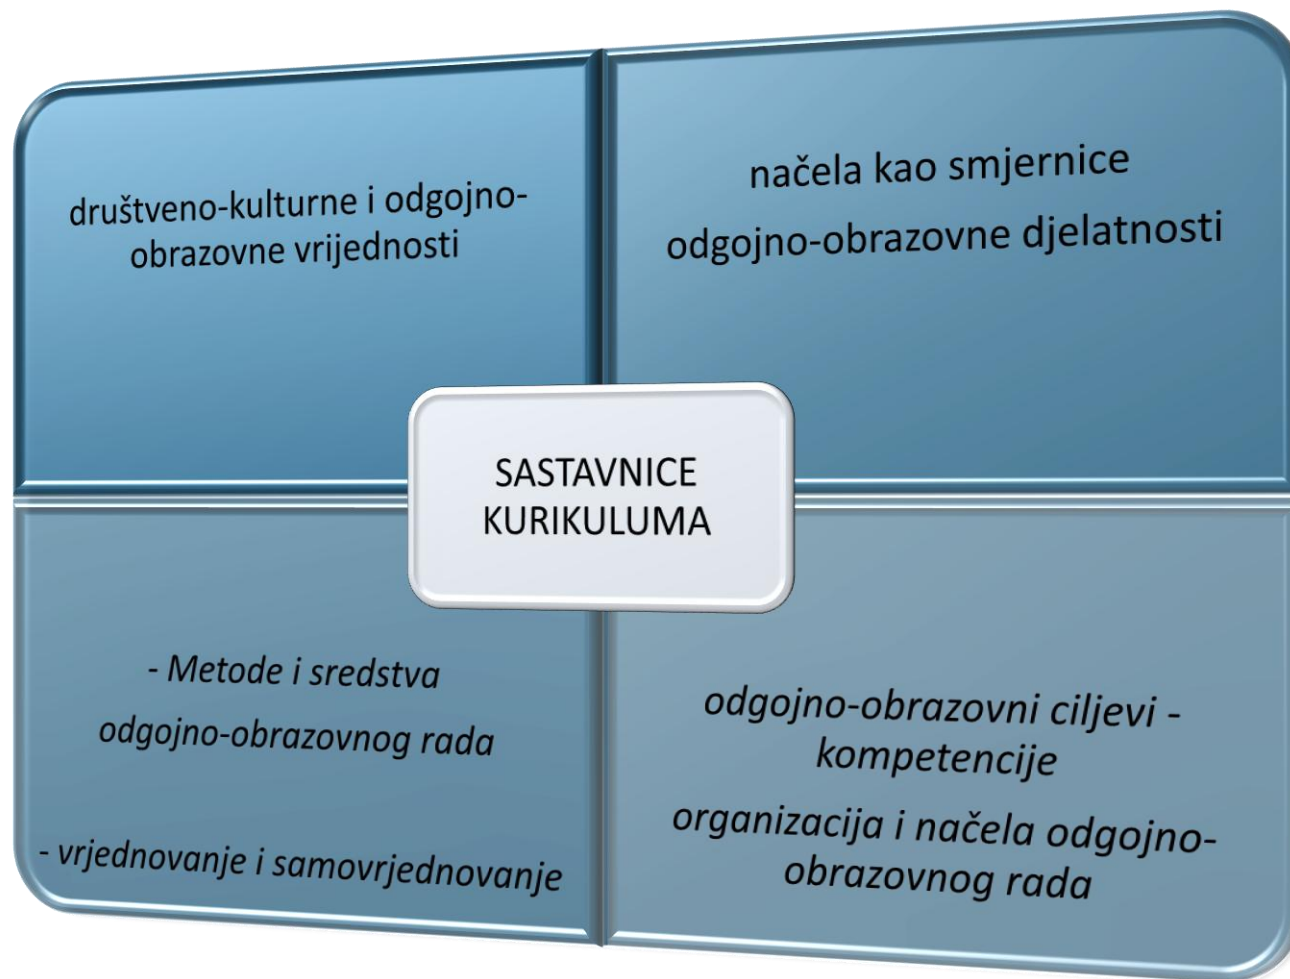 društveno-kulturne i odgojno-
obrazovne vrijednosti
načela kao smjernice
odgojno-obrazovne djelatnosti
SASTAVNICE
KURIKULUMA
- Metode i sredstva
odgojno-obrazovnog rada
- vrjednovanje i samovrjednovanje
odgojno-obrazovni ciljevi -
kompetencije
organizacija i načela odgojno-
obrazovnog rada